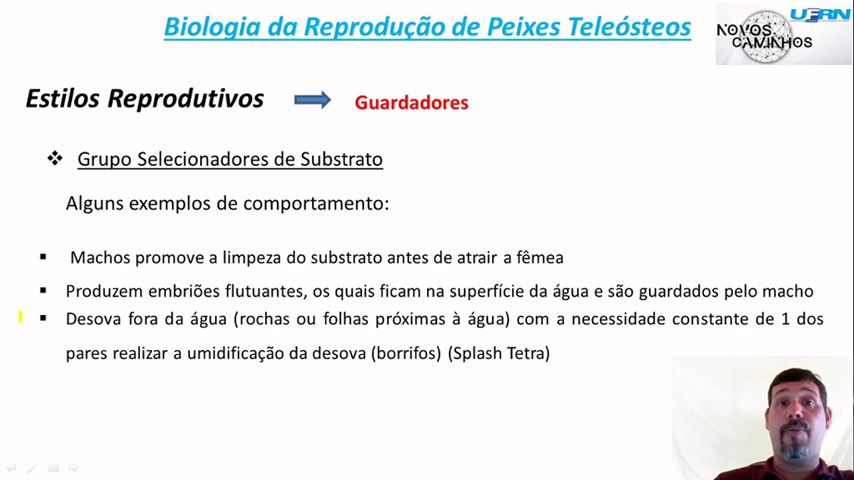 Biologia da Reprodução de Peixes Teleósteos
UFRN
NOVOS
CAMINHOS
Estilos Reprodutivos
Guardadores
Grupo Selecionadores de Substrato
Alguns exemplos de comportamento:
Machos promove a limpeza do substrato antes de atrair a fêmea
Produzem embriões flutuantes, os quais ficam na superfície da água e são guardados pelo macho
Desova fora da água (rochas ou folhas próximas à água) com a necessidade constante de 1 dos
pares realizar a umidificação da desova (borrifos) (Splash Tetra)